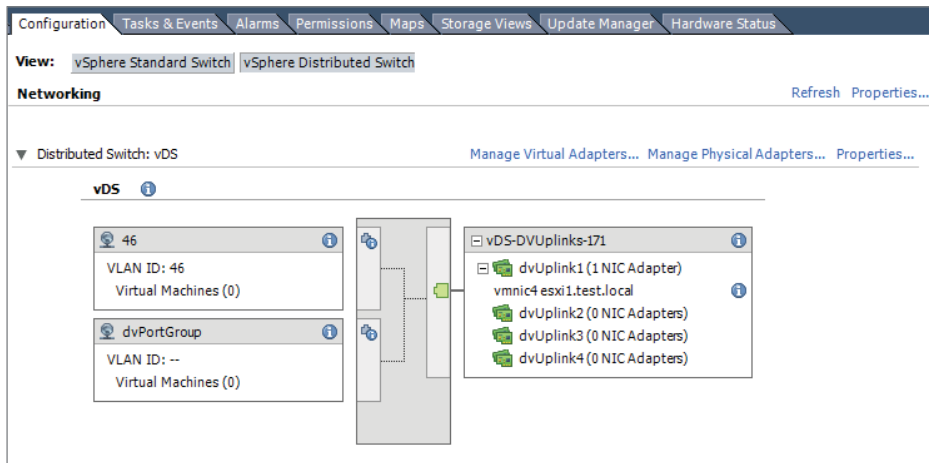 Configuration Tasks & Events Alarms Permissions Maps Storage Views Update Manager Hardware Status
View: vSphere Standard Switch vSphere Distributed Switch
Networking Refresh Properties...
Distributed Switch: vDS Manage Virtual Adapters... Manage Physical Adapters... Properties...
vDS
46
VLAN ID: 46
Virtual Machines (0)
dvPortGroup
VLAN ID: --
Virtual Machines (0)
vDS-DVUplinks-171
dvUplink1 (1 NIC Adapter)
vmnic4 esxi1.test.local
dvUplink2 (0 NIC Adapters)
dvUplink3 (0 NIC Adapters)
dvUplink4 (0 NIC Adapters)